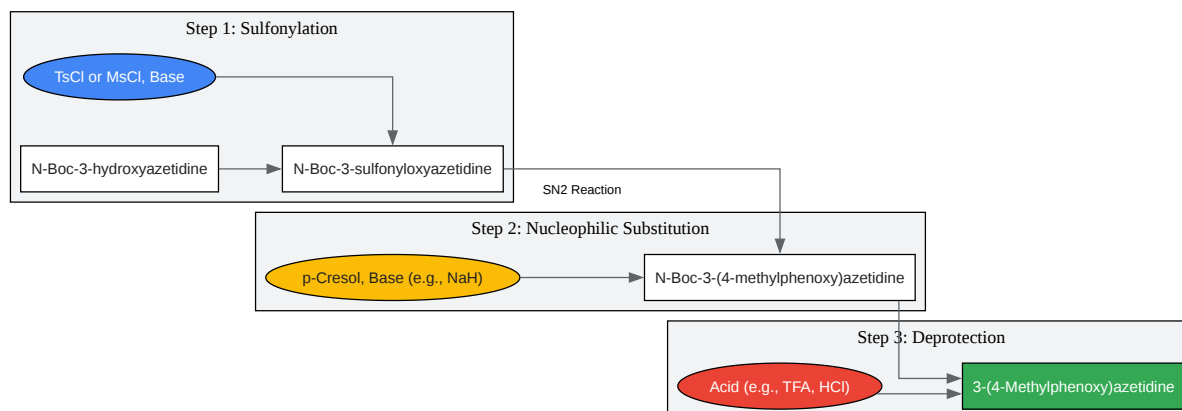 Step 1: Sulfonylation
TsCl or MsCl, Base
N-Boc-3-hydroxyazetidine
N-Boc-3-sulfonyloxyazetidine
SN2 Reaction
Step 2: Nucleophilic Substitution
p-Cresol, Base (e.g., NaH)
N-Boc-3-(4-methylphenoxy)azetidine
Step 3: Deprotection
Acid (e.g., TFA, HCl)
3-(4-Methylphenoxy)azetidine